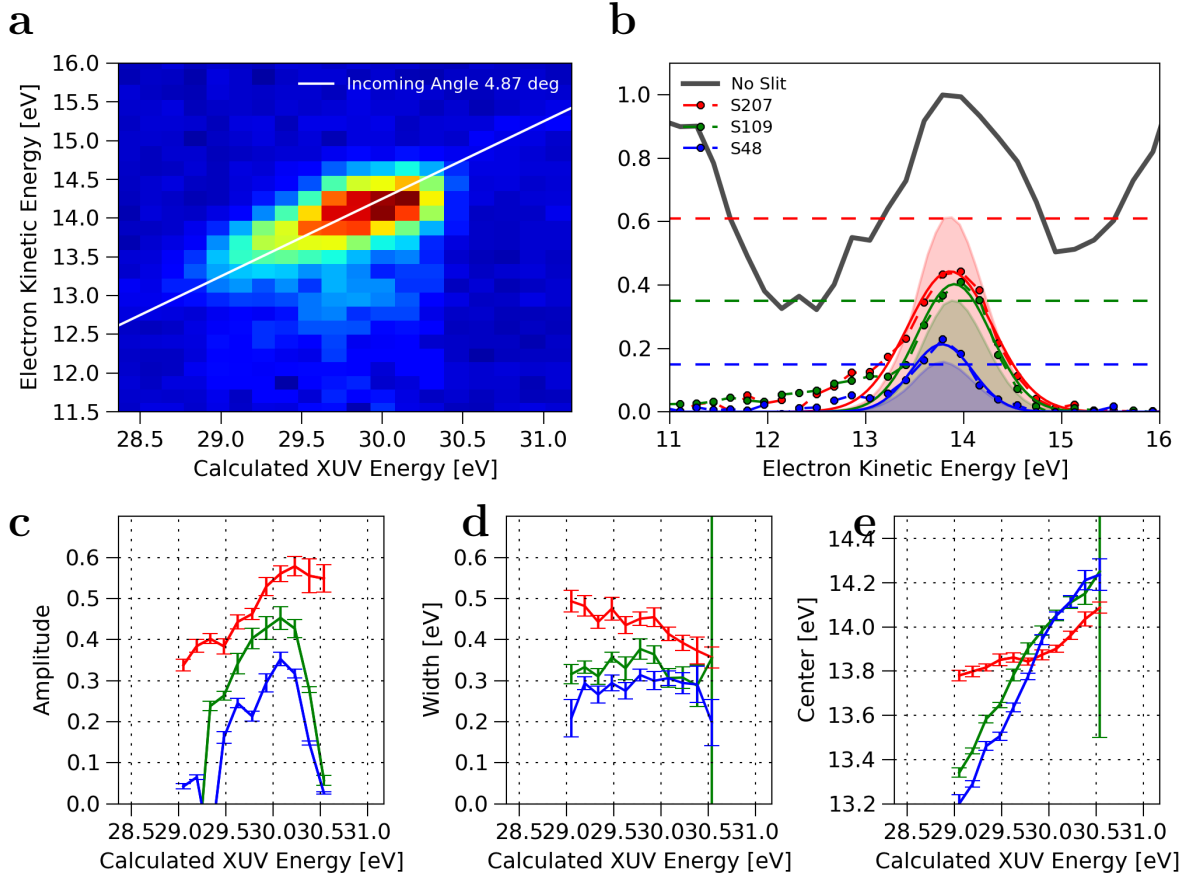 a
b
16.0
15.5
15.0
14.5
14.0
13.5
13.0
12.5
12.0
11.5
Electron Kinetic Energy [eV]
Incoming Angle 4.87 deg
28.5 29.0 29.5 30.0 30.5 31.0
Calculated XUV Energy [eV]
1.0
0.8
0.6
0.4
0.2
0.0
No Slit
S207
S109
S48
11 12 13 14 15 16
Electron Kinetic Energy [eV]
c
d
e
0.6
0.5
0.4
0.3
0.2
0.1
0.0
Amplitude
28.529.029.530.030.531.0
Calculated XUV Energy [eV]
0.6
0.5
0.4
0.3
0.2
0.1
0.0
Width [eV]
28.529.029.530.030.531.0
Calculated XUV Energy [eV]
14.4
14.2
14.0
13.8
13.6
13.4
13.2
Center [eV]
28.529.029.530.030.531.0
Calculated XUV Energy [eV]